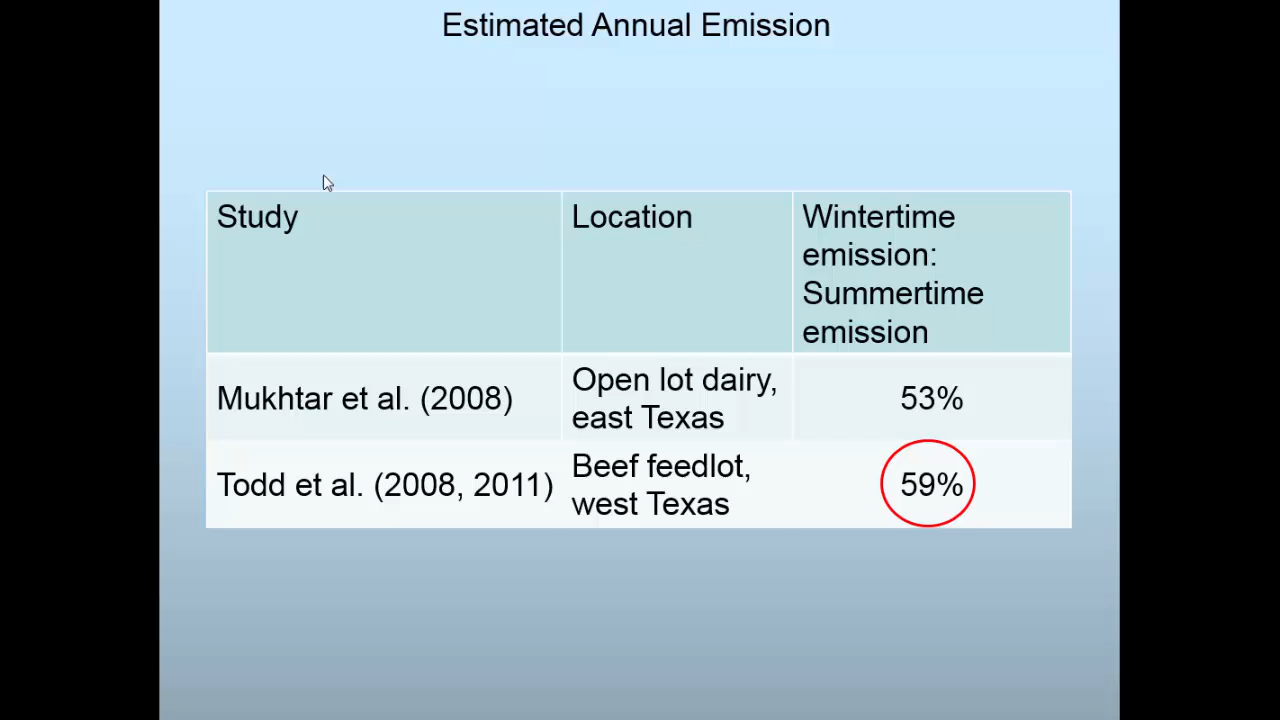 Estimated Annual Emission
Study
Location
Wintertime
emission:
Summertime
emission
Mukhtar et al. (2008)
Open lot dairy,
east Texas
53%
Todd et al. (2008, 2011)
Beef feedlot,
west Texas
59%